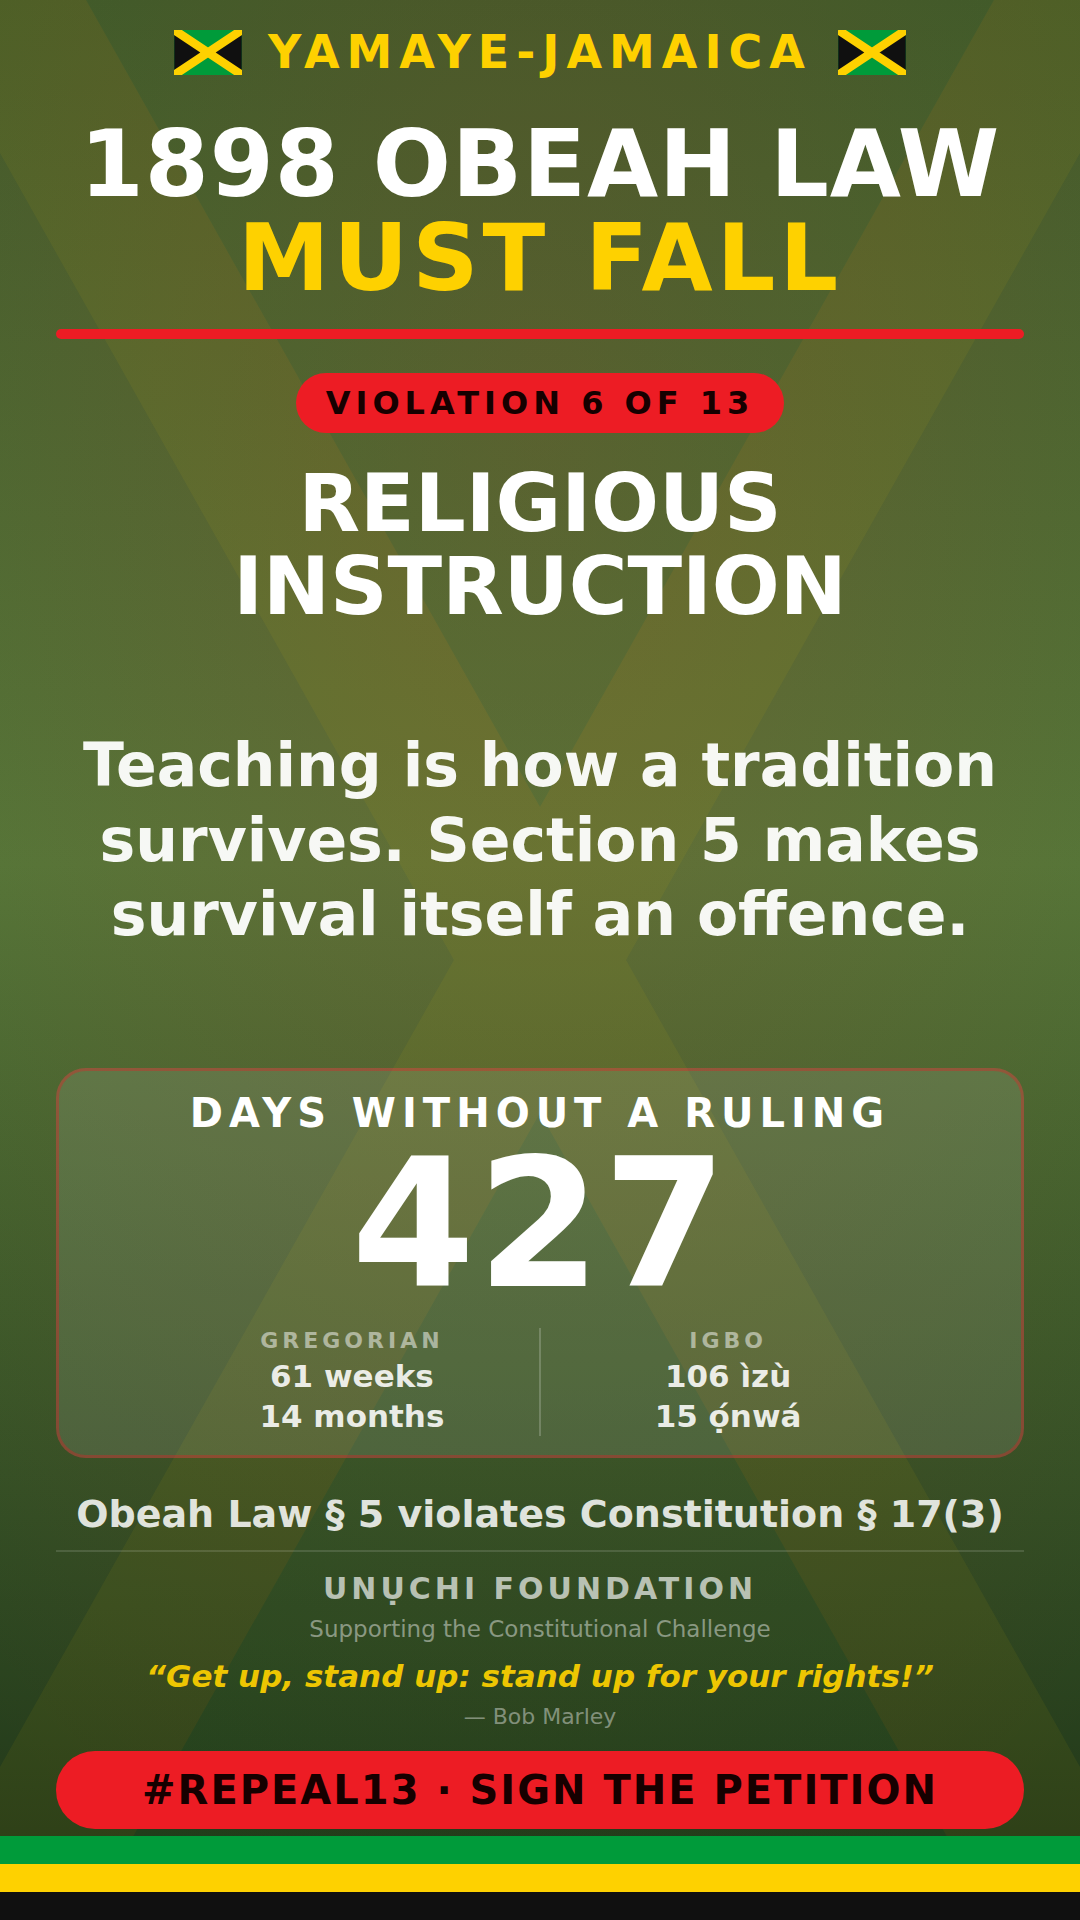 YAMAYE-JAMAICA
1898 OBEAH LAW
MUST FALL
VIOLATION 6 OF 13
RELIGIOUS
INSTRUCTION
Teaching is how a tradition
survives. Section 5 makes
survival itself an offence.
DAYS WITHOUT A RULING
427
GREGORIAN
61 weeks
14 months
IGBO
106 ìzù
15 ọ́nwá
Obeah Law § 5 violates Constitution § 17(3)
UNỤCHI FOUNDATION
Supporting the Constitutional Challenge
“Get up, stand up: stand up for your rights!”
— Bob Marley
#REPEAL13 · SIGN THE PETITION